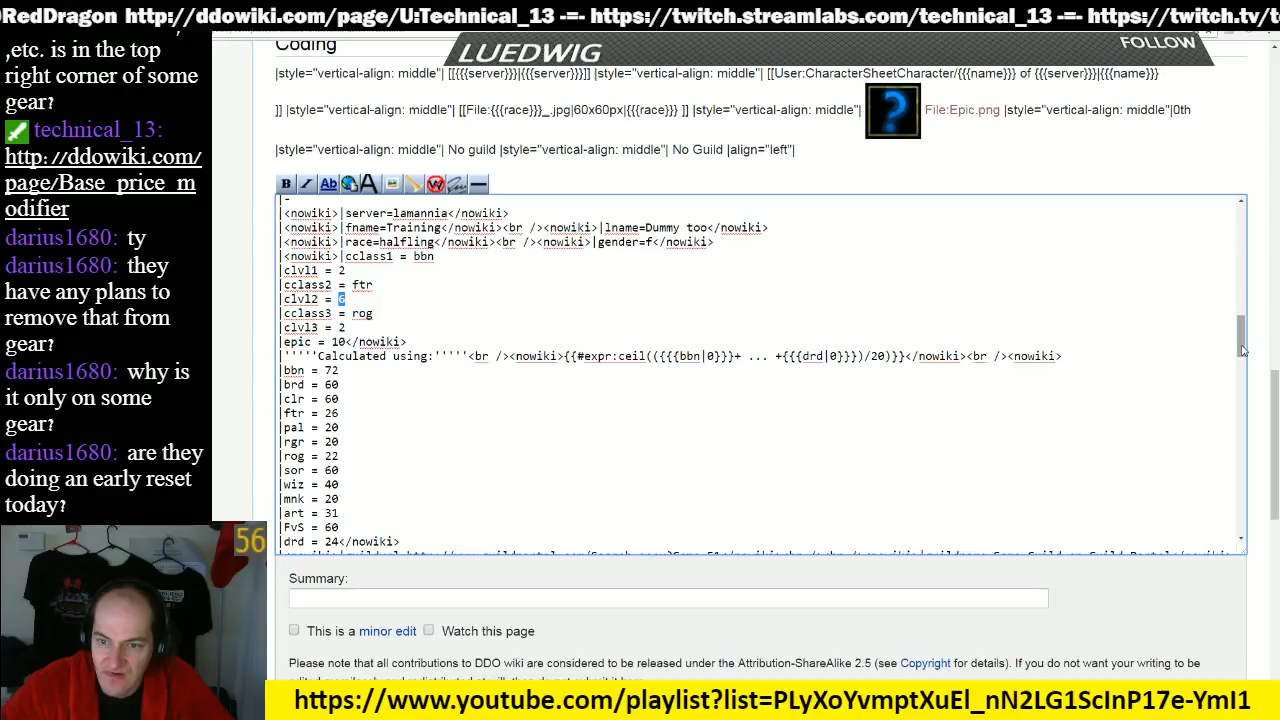 RedDragon http://ddowiki.com/page/U:Technical_13 -=- https://twitch.streamlabs.com/technical_13 -=- https://twitch.tv/t
,etc. is in the top
right corner of some
gear?
technical_13:
http://ddowiki.com/
page/Base_price_m
odifier
darius1680: ty
darius1680: they
have any plans to
remove that from
gear?
darius1680: why is
it only on some
gear?
darius1680: are they
doing an early reset
today?
56
Coding
LUEDWIG
FOLLOW
|style="vertical-align: middle"| [[{{{server}}}|{{{server}}}]] |style="vertical-align: middle"| [[User:CharacterSheetCharacter/{{{name}}} of {{{server}}}|{{{name}}}
]] |style="vertical-align: middle"| [[File:{{{race}}}_.jpg|60x60px|{{{race}}} ]] |style="vertical-align: middle"| File:Epic.png |style="vertical-align: middle"|0th
|style="vertical-align: middle"| No guild |style="vertical-align: middle"| No Guild |align="left"|
B I Ab A W
|-
|<nowiki>|server=lamannia</nowiki>
|<nowiki>|fname=Training</nowiki><br /><nowiki>|lname=Dummy too</nowiki>
|<nowiki>|race=halfling</nowiki><br /><nowiki>|gender=f</nowiki>
|<nowiki>|cclass1 = bbn
|clvl1 = 2
|cclass2 = ftr
|clvl2 = 6
|cclass3 = rog
|clvl3 = 2
|epic = 10</nowiki>
|'''''Calculated using:'''''<br /><nowiki>{{#expr:ceil(({{{bbn|0}}}+ ... +{{{drd|0}}})/20)}}</nowiki><br /><nowiki>
|bbn = 72
|brd = 60
|clr = 60
|ftr = 26
|pal = 20
|rgr = 20
|rog = 22
|sor = 60
|wiz = 40
|mnk = 20
|art = 31
|FvS = 60
|drd = 24</nowiki>
Summary:
This is a minor edit Watch this page
Please note that all contributions to DDO wiki are considered to be released under the Attribution-ShareAlike 2.5 (see Copyright for details). If you do not want your writing to be
https://www.youtube.com/playlist?list=PLyXoYvmptXuEl_nN2LG1ScInP17e-YmI1